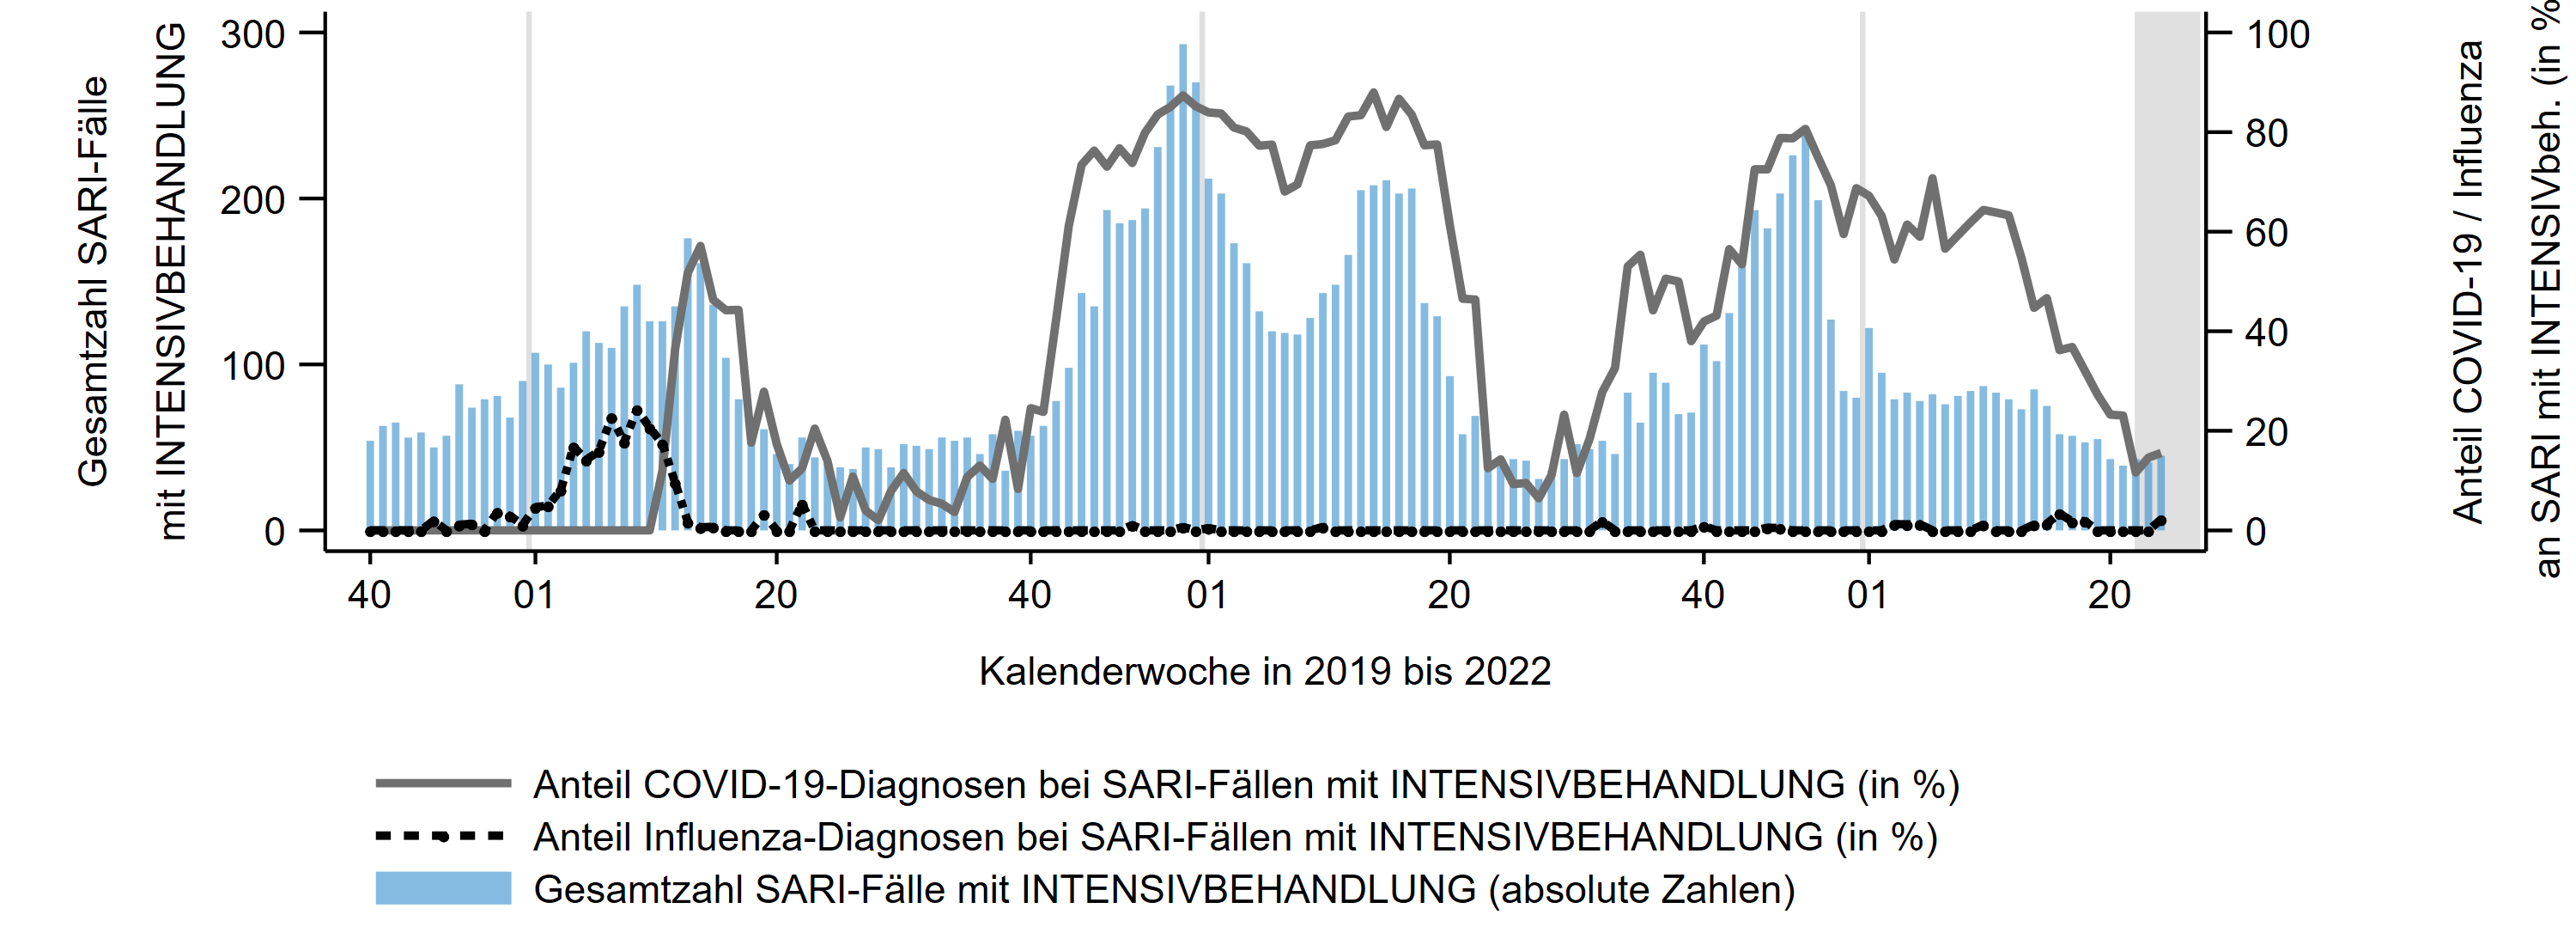 Gesamtzahl SARI-Fälle
mit INTENSIVBEHANDLUNG
300
200
100
0
100
80
60
40
20
0
Anteil COVID-19 / Influenza
an SARI mit INTENSIVbeh. (in %
40 01 20 40 01 20 40 01 20
Kalenderwoche in 2019 bis 2022
Anteil COVID-19-Diagnosen bei SARI-Fällen mit INTENSIVBEHANDLUNG (in %)
Anteil Influenza-Diagnosen bei SARI-Fällen mit INTENSIVBEHANDLUNG (in %)
Gesamtzahl SARI-Fälle mit INTENSIVBEHANDLUNG (absolute Zahlen)